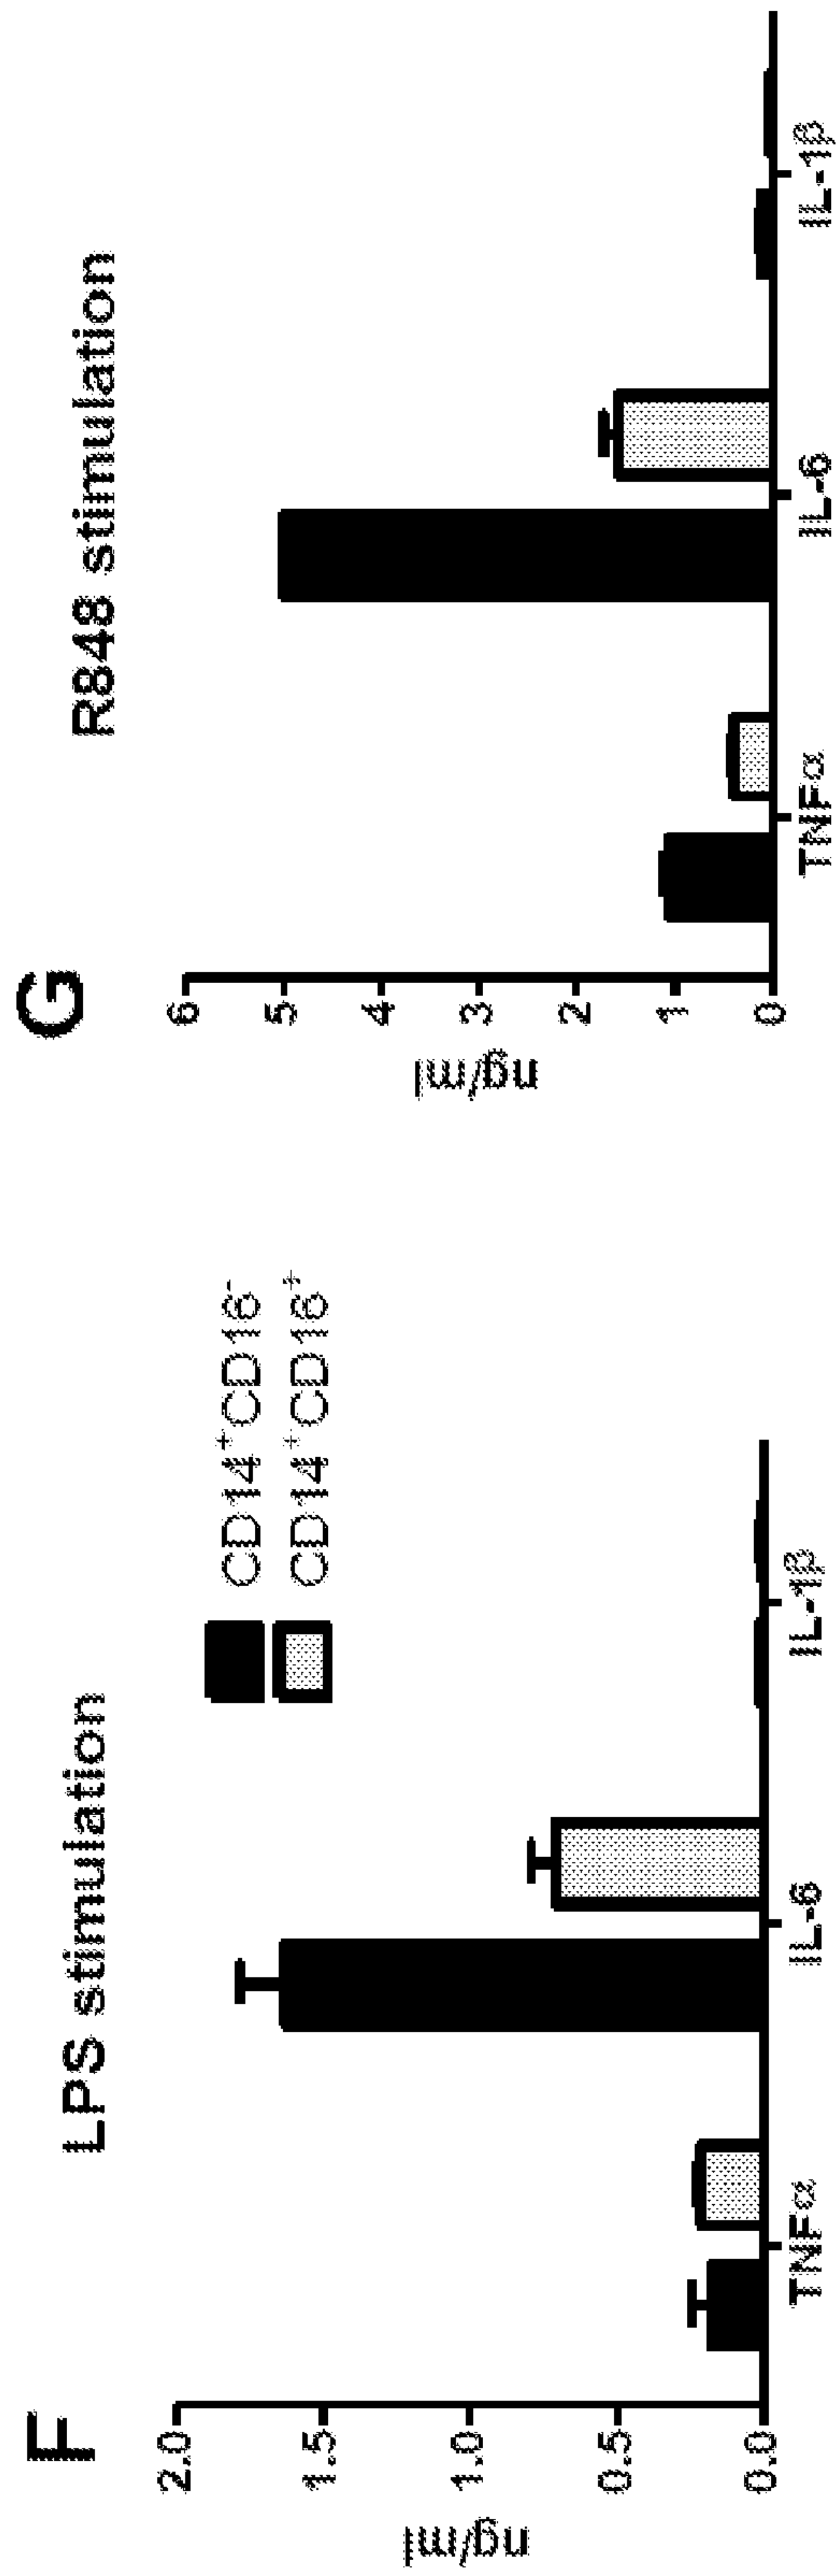 F
LPS stimulation
ng/ml
2.0
1.5
1.0
0.5
0.0
TNFα
IL-6
IL-1β
CD14⁺CD16⁻
CD14⁺CD16⁺
G
R848 stimulation
ng/ml
6
5
4
3
2
1
0
TNFα
IL-6
IL-1β